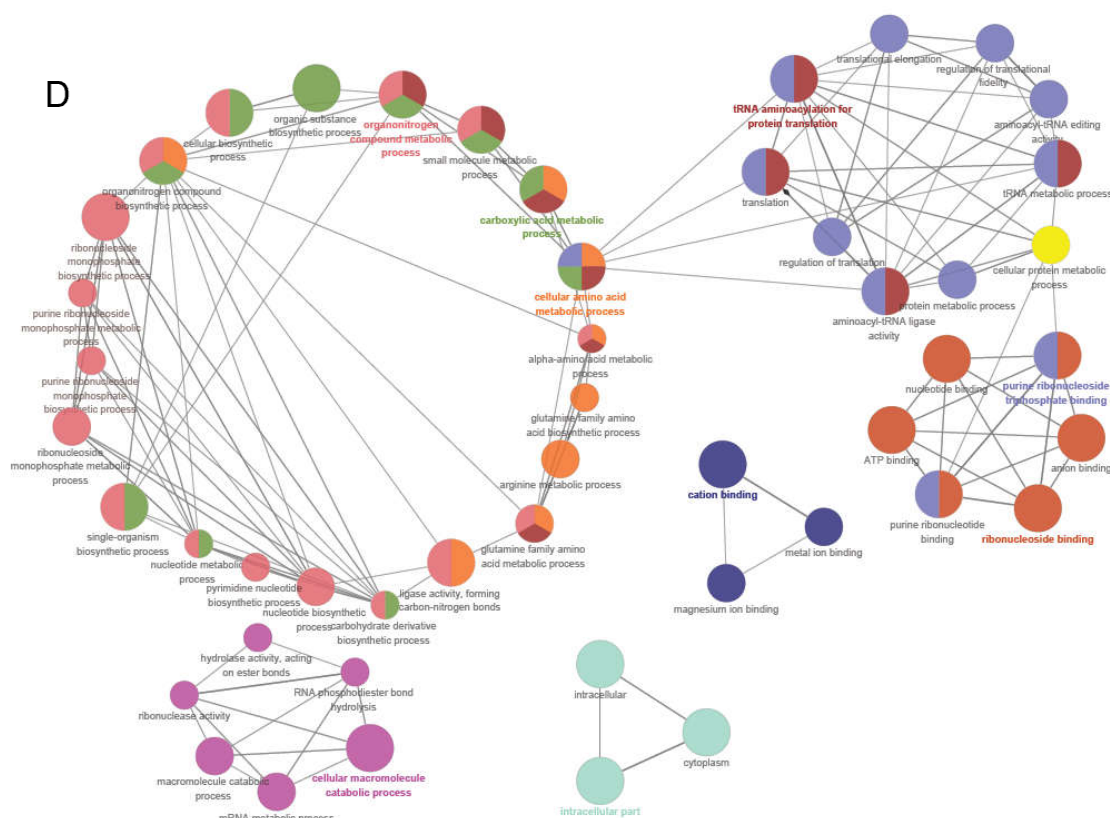 D
translational elongation
regulation of translational
fidelity
tRNA aminoacylation for
protein translation
aminoacyl-tRNA editing
activity
tRNA metabolic process
translation
regulation of translation
cellular protein metabolic
process
protein metabolic process
aminoacyl-tRNA ligase
activity
organic substance
biosynthetic process
cellular biosynthetic
process
organonitrogen
compound metabolic
process
small molecule metabolic
process
organonitrogen compound
biosynthetic process
carboxylic acid metabolic
process
cellular amino acid
metabolic process
ribonucleoside
monophosphate
biosynthetic process
purine ribonucleoside
monophosphate metabolic
process
purine ribonucleoside
monophosphate
biosynthetic process
ribonucleoside
monophosphate metabolic
process
single-organism
biosynthetic process
nucleotide metabolic
process
pyrimidine nucleotide
biosynthetic process
nucleotide biosynthetic
process
carbohydrate derivative
biosynthetic process
ligase activity, forming
carbon-nitrogen bonds
glutamine family amino
acid metabolic process
arginine metabolic process
glutamine family amino
acid biosynthetic process
alpha-amino acid metabolic
process
nucleotide binding
purine ribonucleoside
triphosphate binding
ATP binding
anion binding
purine ribonucleotide
binding
ribonucleoside binding
cation binding
metal ion binding
magnesium ion binding
hydrolase activity, acting
on ester bonds
RNA phosphodiester bond
hydrolysis
ribonuclease activity
macromolecule catabolic
process
cellular macromolecule
catabolic process
mRNA metabolic process
intracellular
cytoplasm
intracellular part